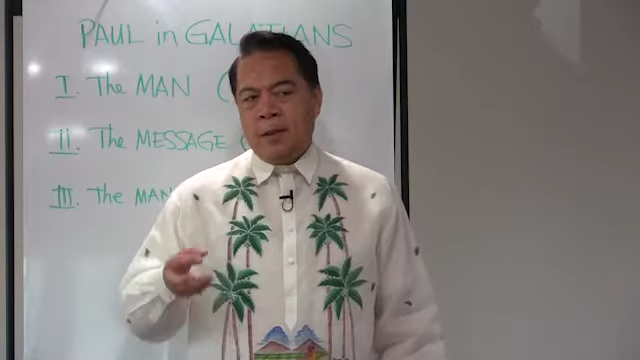 PAUL in GALATIANS
I. The MAN (
ii. The MESSAGE (
III. The MAN